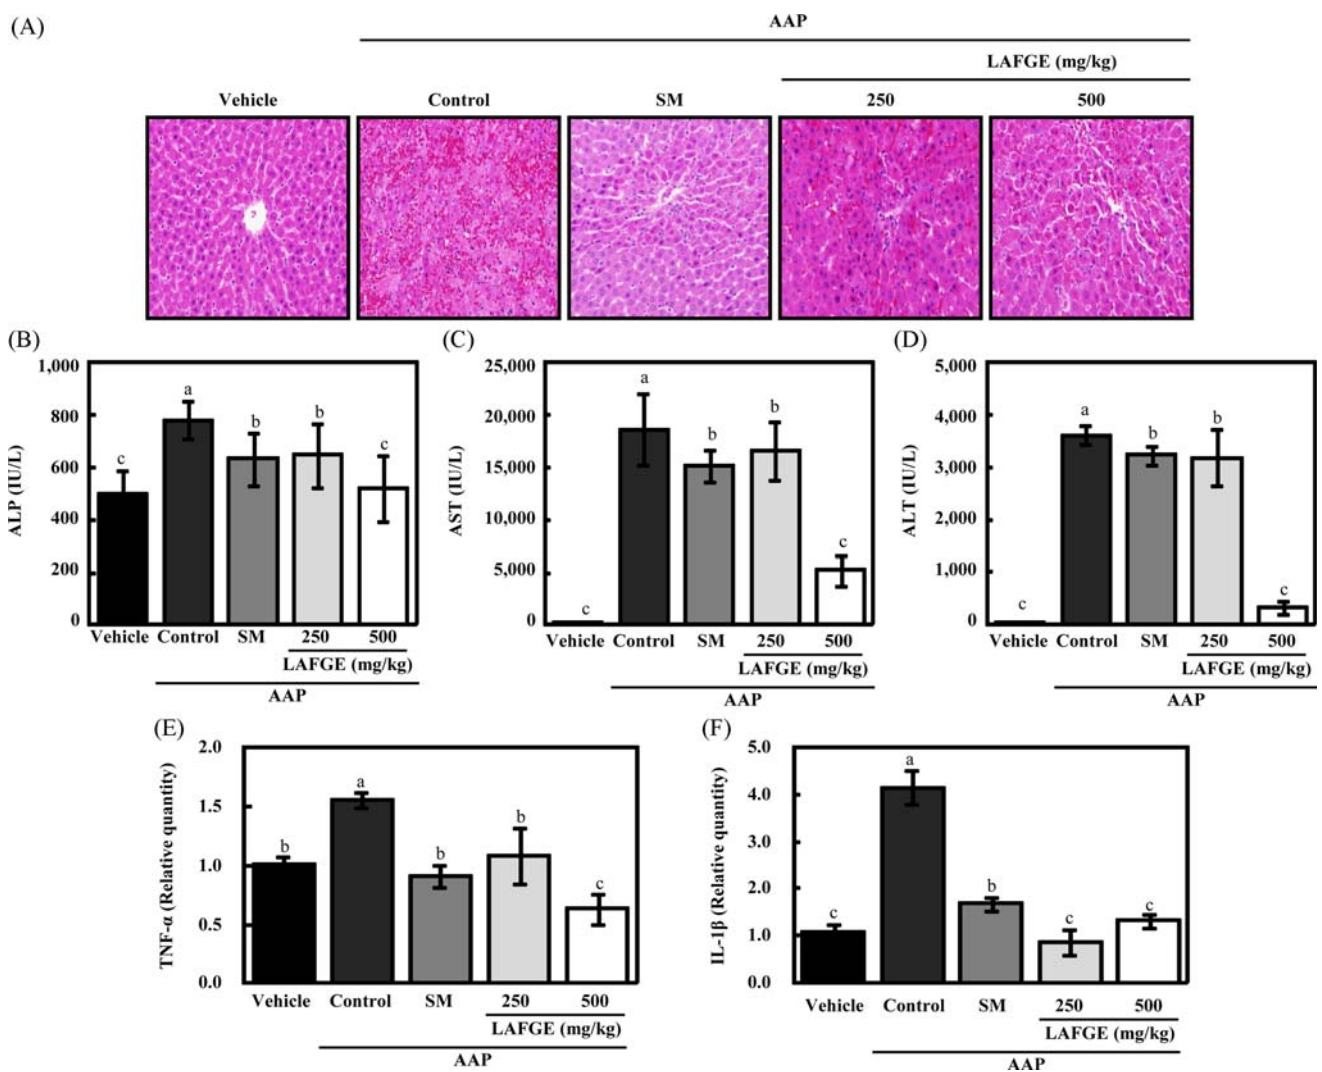 (A)
AAP
LAFGE (mg/kg)
Vehicle Control SM 250 500
(B)
ALP (IU/L)
1,000
800
600
400
200
0
c a b b c
Vehicle Control SM 250 500
LAFGE (mg/kg)
AAP
(C)
AST (IU/L)
25,000
20,000
15,000
10,000
5,000
0
c a b b c
Vehicle Control SM 250 500
LAFGE (mg/kg)
AAP
(D)
ALT (IU/L)
5,000
4,000
3,000
2,000
1,000
0
c a b b c
Vehicle Control SM 250 500
LAFGE (mg/kg)
AAP
(E)
TNF-α (Relative quantity)
2.0
1.5
1.0
0.5
0.0
b a b b c
Vehicle Control SM 250 500
LAFGE (mg/kg)
AAP
(F)
IL-1β (Relative quantity)
5.0
4.0
3.0
2.0
1.0
0.0
c a b c c
Vehicle Control SM 250 500
LAFGE (mg/kg)
AAP